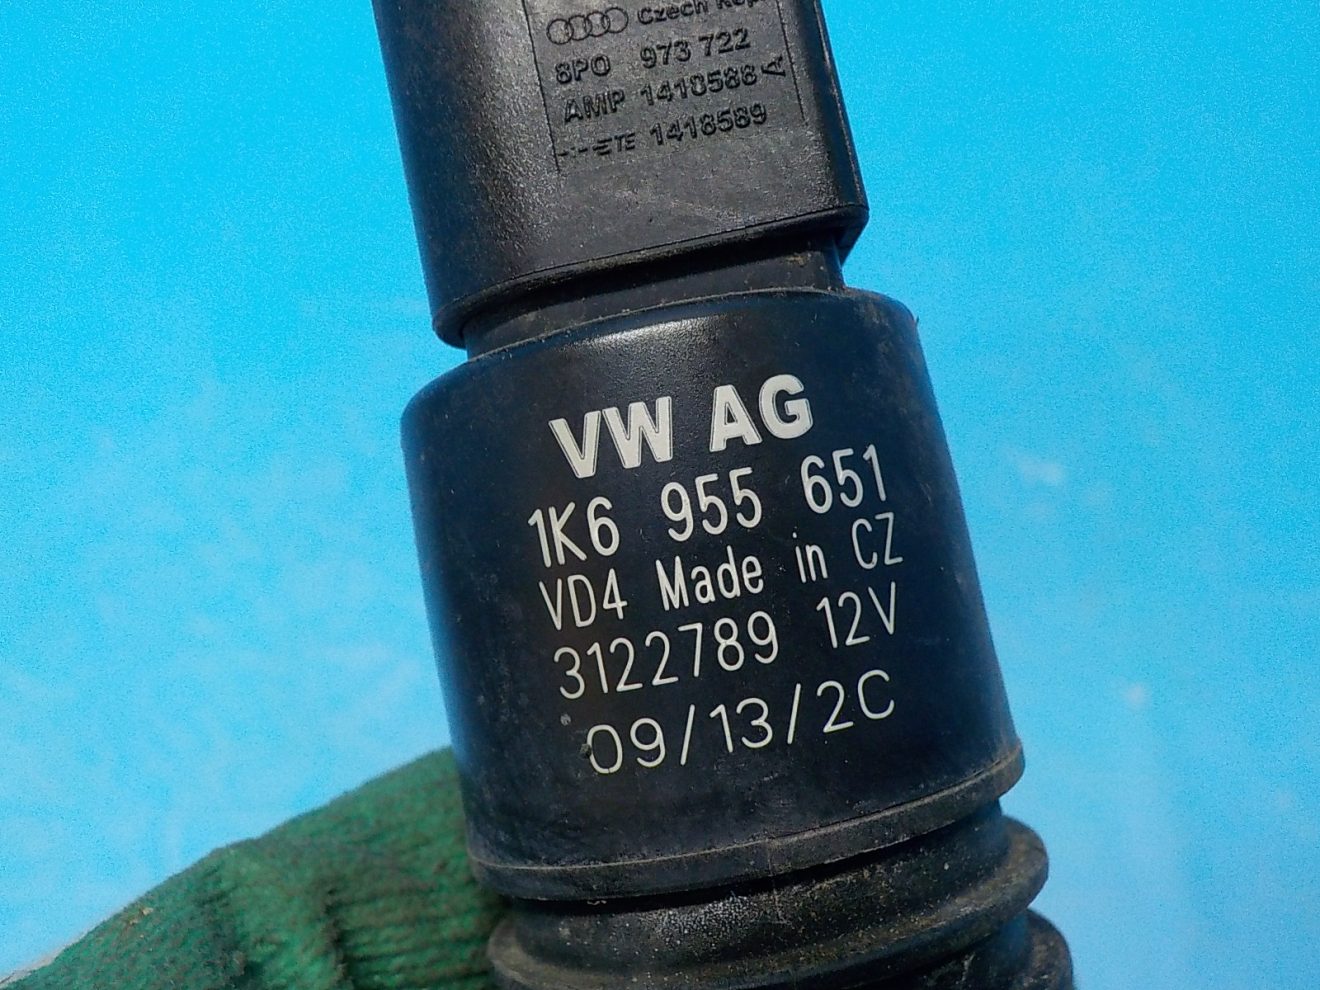 Czech
8P0 973 722
AMP 1418588 A
TE 1418589
VW AG
1K6 955 651
VD4 Made in CZ
3122789 12V
09/13/2C